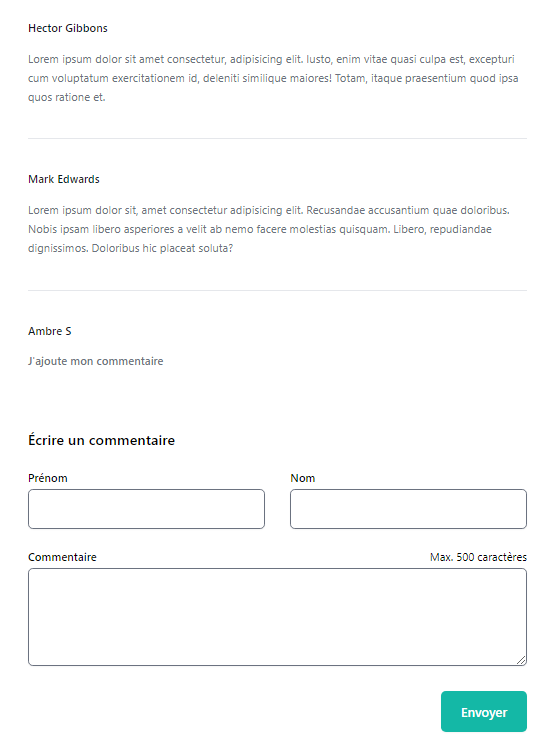 Hector Gibbons
Lorem ipsum dolor sit amet consectetur, adipisicing elit. Iusto, enim vitae quasi culpa est, excepturi
cum voluptatum exercitationem id, deleniti similique maiores! Totam, itaque praesentium quod ipsa
quos ratione et.
Mark Edwards
Lorem ipsum dolor sit, amet consectetur adipisicing elit. Recusandae accusantium quae doloribus.
Nobis ipsam libero asperiores a velit ab nemo facere molestias quisquam. Libero, repudiandae
dignissimos. Doloribus hic placeat soluta?
Ambre S
J'ajoute mon commentaire
Écrire un commentaire
Prénom Nom
Commentaire Max. 500 caractères
Envoyer